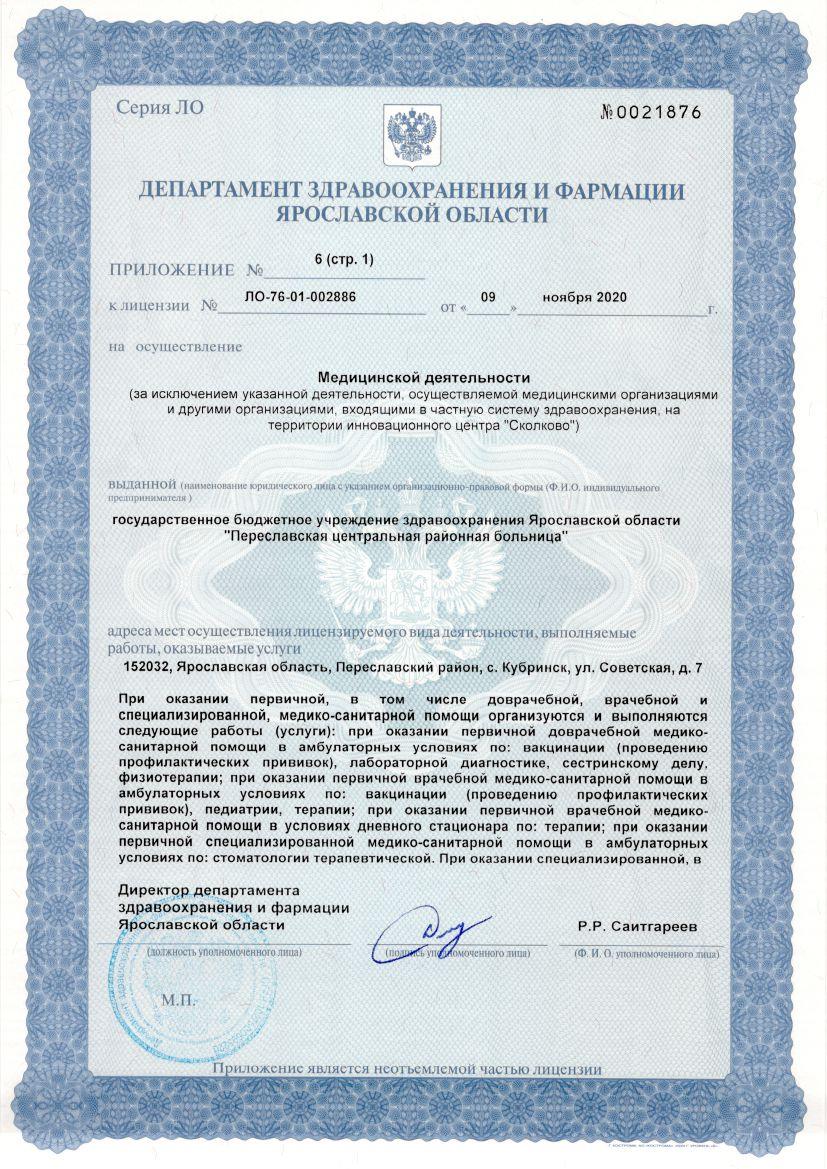 Серия ЛО
№0021876
ДЕПАРТАМЕНТ ЗДРАВООХРАНЕНИЯ И ФАРМАЦИИ
ЯРОСЛАВСКОЙ ОБЛАСТИ
ПРИЛОЖЕНИЕ № 6 (стр. 1)
к лицензии № ЛО-76-01-002886 от « 09 » ноября 2020 г.
на осуществление
Медицинской деятельности
(за исключением указанной деятельности, осуществляемой медицинскими организациями
и другими организациями, входящими в частную систему здравоохранения, на
территории инновационного центра "Сколково")
выданной (наименование юридического лица с указанием организационно-правовой формы (Ф.И.О. индивидуального
предпринимателя )
государственное бюджетное учреждение здравоохранения Ярославской области
"Переславская центральная районная больница"
адреса мест осуществления лицензируемого вида деятельности, выполняемые
работы, оказываемые услуги
152032, Ярославская область, Переславский район, с. Кубринск, ул. Советская, д. 7
При оказании первичной, в том числе доврачебной, врачебной и
специализированной, медико-санитарной помощи организуются и выполняются
следующие работы (услуги): при оказании первичной доврачебной медико-
санитарной помощи в амбулаторных условиях по: вакцинации (проведению
профилактических прививок), лабораторной диагностике, сестринскому делу,
физиотерапии; при оказании первичной врачебной медико-санитарной помощи в
амбулаторных условиях по: вакцинации (проведению профилактических
прививок), педиатрии, терапии; при оказании первичной врачебной медико-
санитарной помощи в условиях дневного стационара по: терапии; при оказании
первичной специализированной медико-санитарной помощи в амбулаторных
условиях по: стоматологии терапевтической. При оказании специализированной, в
Директор департамента
здравоохранения и фармации
Ярославской области
Р.Р. Саитгареев
(должность уполномоченного лица)
(подпись уполномоченного лица)
(Ф. И. О. уполномоченного лица)
М.П.
Приложение является неотъемлемой частью лицензии